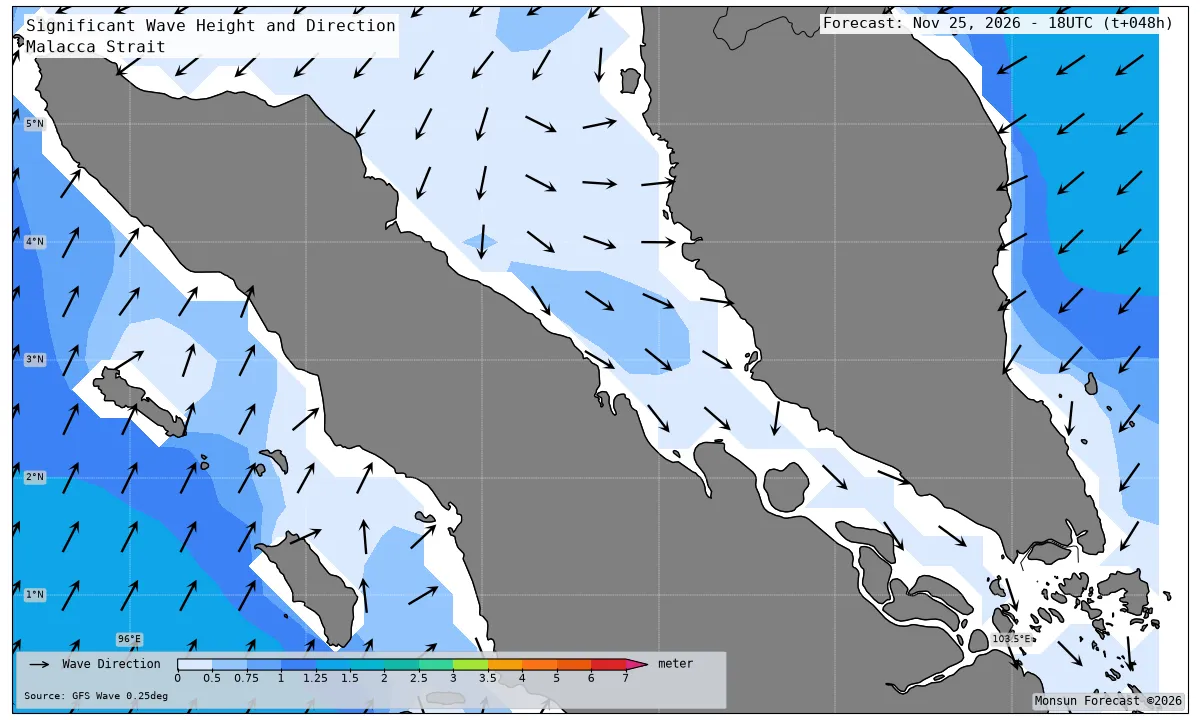 Significant Wave Height and Direction
Malacca Strait
Forecast: Nov 25, 2026 - 18UTC (t+048h)
5°N
4°N
3°N
2°N
1°N
96°E
103.5°E
Wave Direction
meter
0 0.5 0.75 1 1.25 1.5 2 2.5 3 3.5 4 5 6 7
Source: GFS Wave 0.25deg
Monsun Forecast ©2026